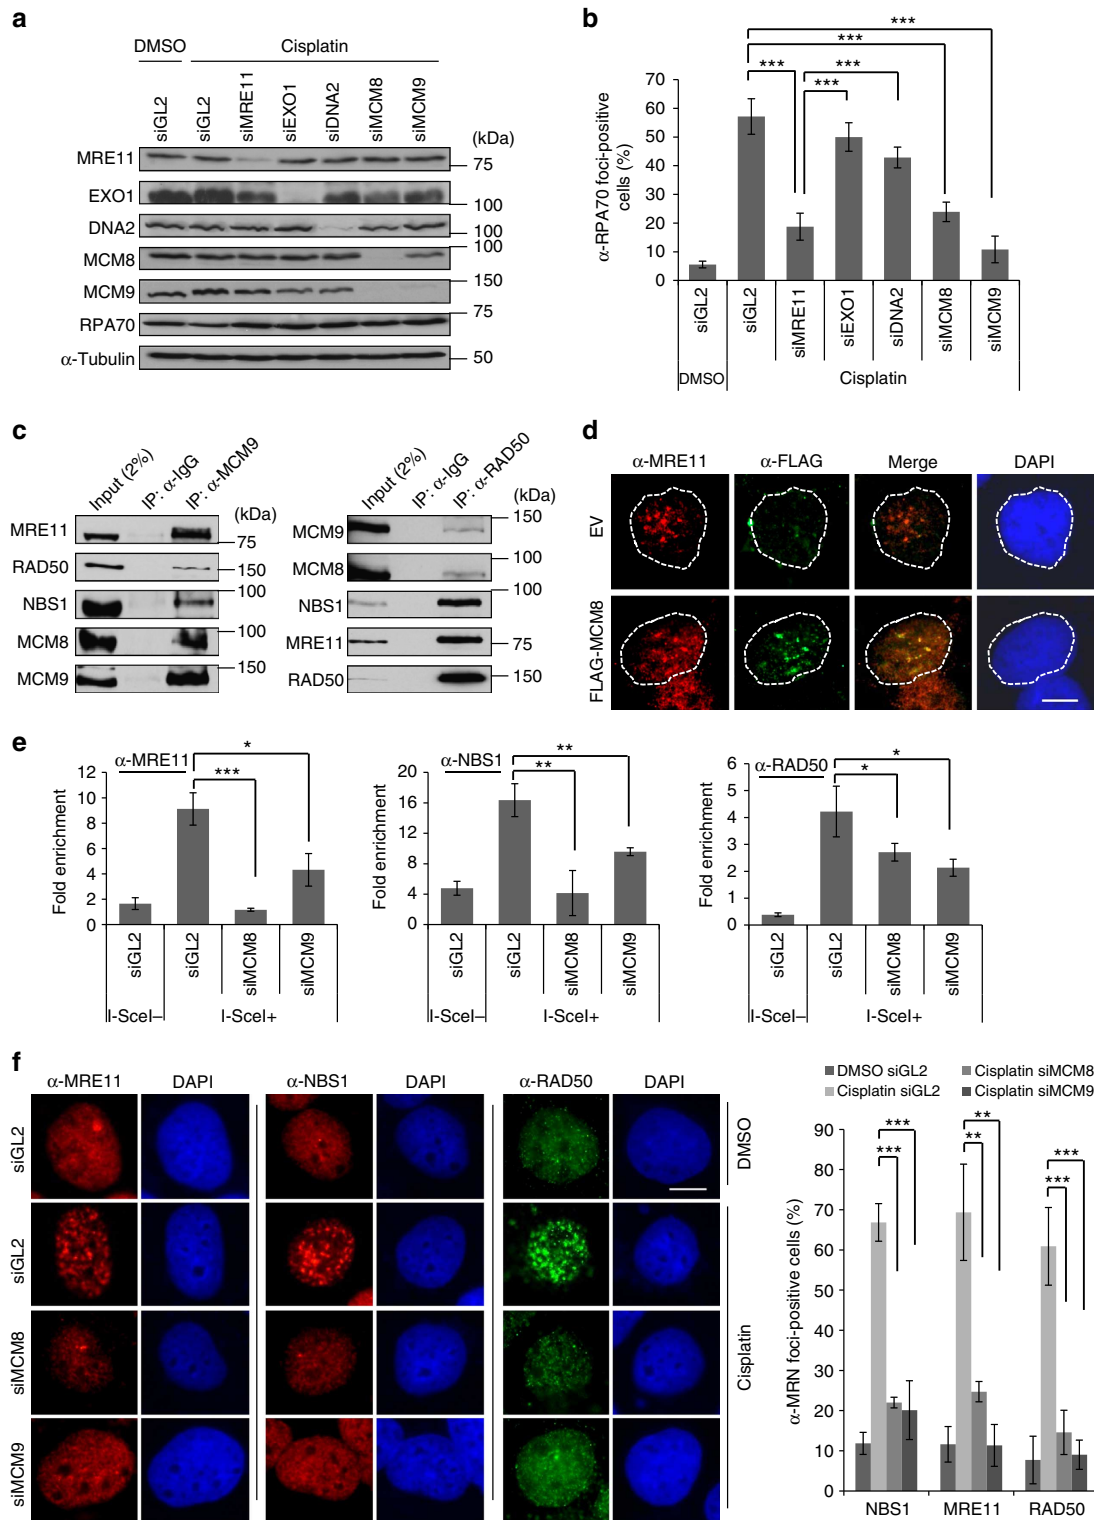 a
DMSO Cisplatin
siGL2 siGL2 siMRE11 siEXO1 siDNA2 siMCM8 siMCM9
(kDa)
MRE11 75
EXO1 100
DNA2 100
100
MCM8
MCM9 150
75
RPA70
α-Tubulin 50
b
*** *** *** *** ***
α-RPA70 foci-positive cells (%)
70
60
50
40
30
20
10
0
siGL2 siGL2 siMRE11 siEXO1 siDNA2 siMCM8 siMCM9
DMSO Cisplatin
c
Input (2%) IP: α-IgG IP: α-MCM9
(kDa)
MRE11 75
RAD50 150
NBS1 100
MCM8 100
MCM9 150
Input (2%) IP: α-IgG IP: α-RAD50
(kDa)
MCM9 150
MCM8 100
NBS1 100
MRE11 75
RAD50 150
d
α-MRE11 α-FLAG Merge DAPI
EV
FLAG-MCM8
e
α-MRE11
* ***
Fold enrichment
12
10
8
6
4
2
0
siGL2 siGL2 siMCM8 siMCM9
I-SceI– I-SceI+
α-NBS1
** **
Fold enrichment
20
16
12
8
4
0
siGL2 siGL2 siMCM8 siMCM9
I-SceI– I-SceI+
α-RAD50
* *
Fold enrichment
6
5
4
3
2
1
0
siGL2 siGL2 siMCM8 siMCM9
I-SceI– I-SceI+
f
α-MRE11 DAPI α-NBS1 DAPI α-RAD50 DAPI
siGL2
siGL2
siMCM8
siMCM9
DMSO
Cisplatin
DMSO siGL2 Cisplatin siMCM8
Cisplatin siGL2 Cisplatin siMCM9
*** *** ** ** *** ***
α-MRN foci-positive cells (%)
90
80
70
60
50
40
30
20
10
0
NBS1 MRE11 RAD50